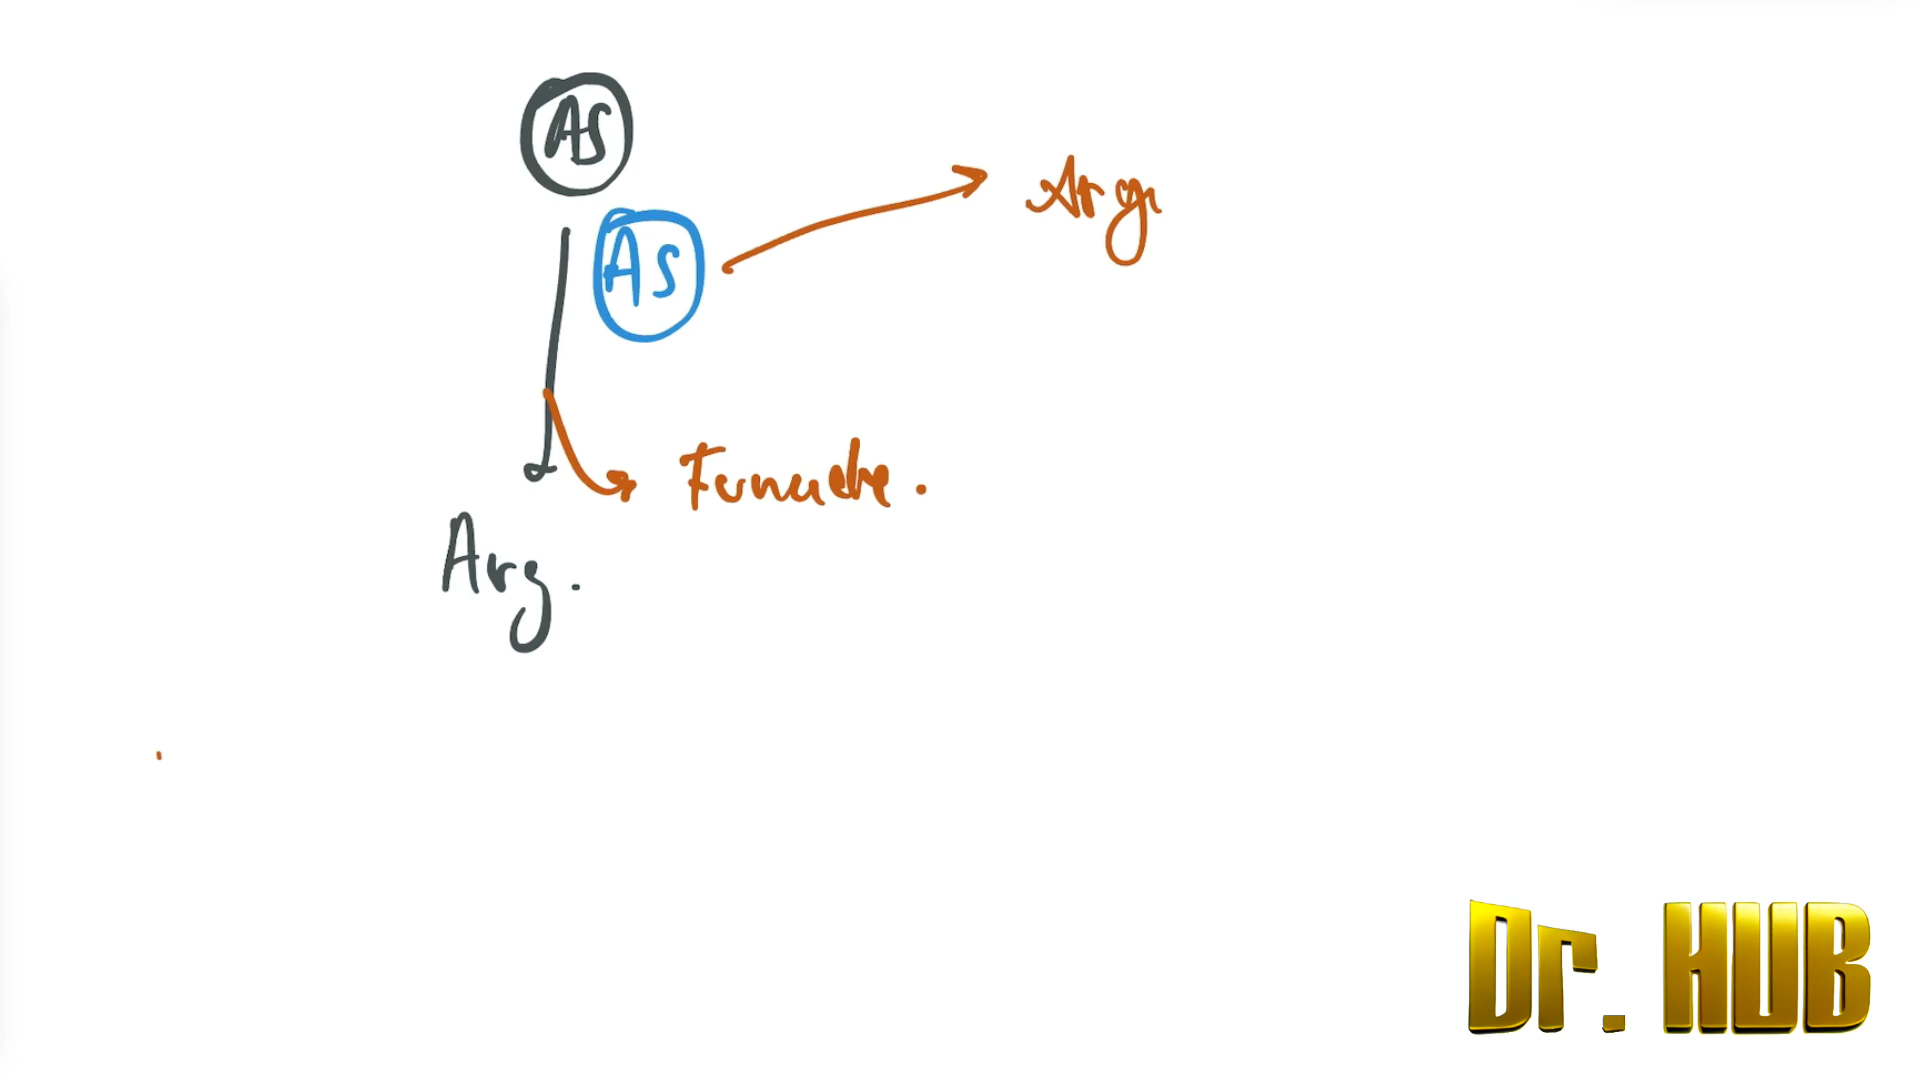 AS
AS
Arg
Fumarate.
Arg.
Dr. HUB